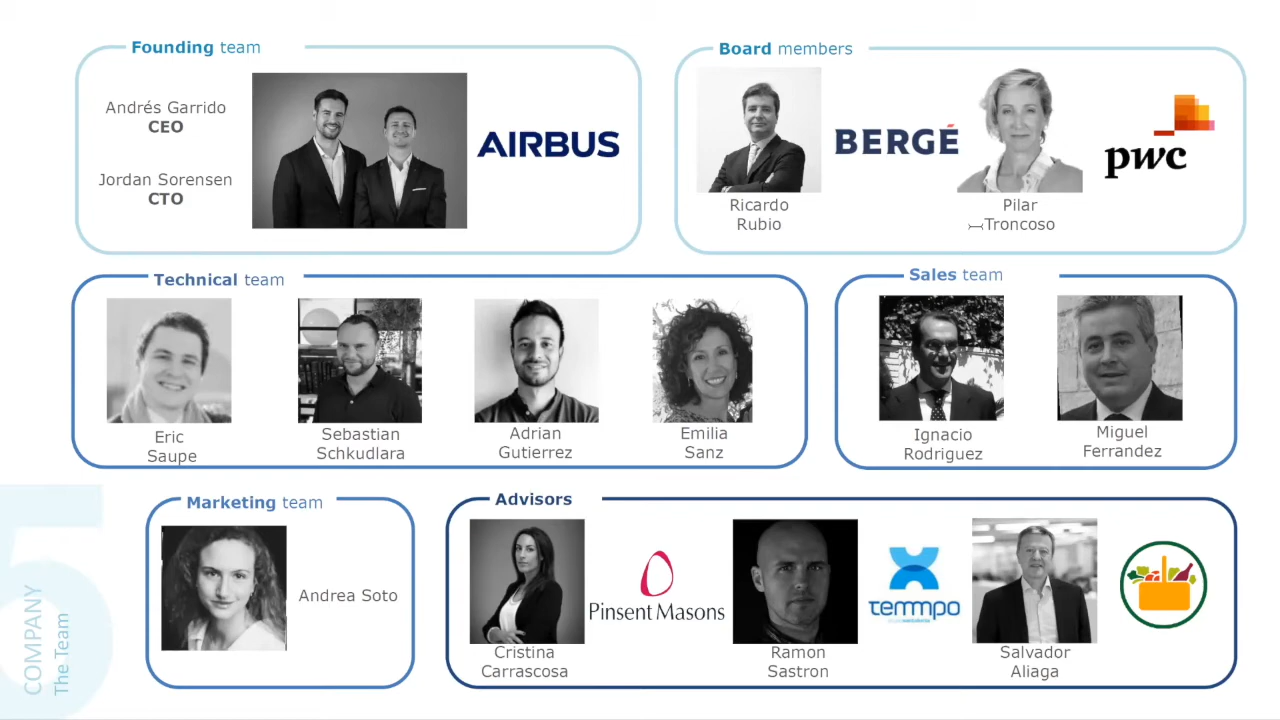 Founding team
Andrés Garrido
CEO
Jordan Sorensen
CTO
AIRBUS
Board members
BERGÉ
pwc
Ricardo
Rubio
Pilar
Troncoso
Technical team
Eric
Saupe
Sebastian
Schkudlara
Adrian
Gutierrez
Emilia
Sanz
Sales team
Ignacio
Rodriguez
Miguel
Ferrandez
Marketing team
Andrea Soto
Advisors
Pinsent Masons
Cristina
Carrascosa
temmpo
Ramon
Sastron
Salvador
Aliaga
5
COMPANY
The Team